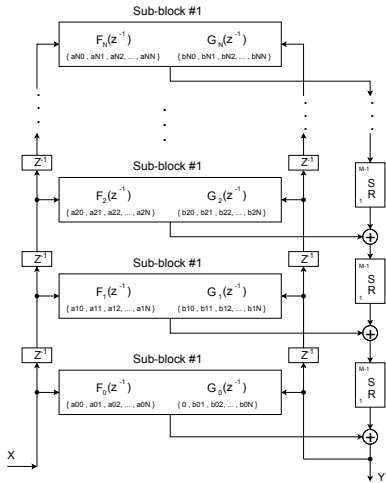 Sub-block #1
F_N(z^-1) G_N(z^-1)
{ aN0 , aN1 , aN2, ... , aNN } { bN0 , bN1 , bN2, ... , bNN }
Z^-1 Z^-1
M-1
S
R
1
Sub-block #1
F_2(z^-1) G_2(z^-1)
{ a20 , a21 , a22, ... , a2N } { b20 , b21 , b22, ... , b2N }
Z^-1 Z^-1
M-1
S
R
1
Sub-block #1
F_1(z^-1) G_1(z^-1)
{ a10 , a11 , a12, ... , a1N } { b10 , b11 , b12, ... , b1N }
Z^-1 Z^-1
M-1
S
R
1
Sub-block #1
F_0(z^-1) G_0(z^-1)
{ a00 , a01 , a02, ... , a0N } { 0 , b01 , b02, ... , b0N }
X
Y